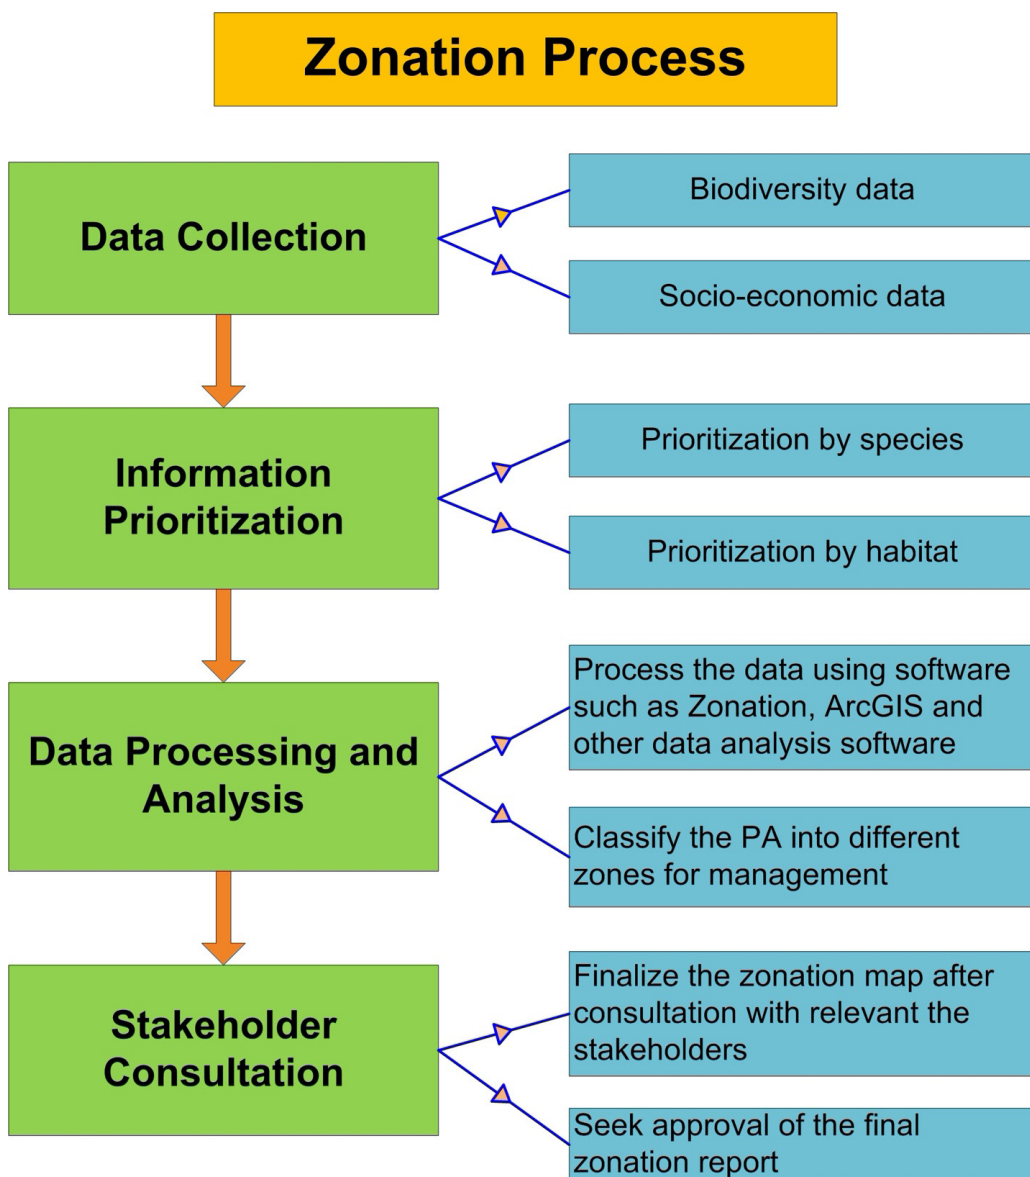 Zonation Process
Data Collection
Biodiversity data
Socio-economic data
Information
Prioritization
Prioritization by species
Prioritization by habitat
Data Processing and
Analysis
Process the data using software
such as Zonation, ArcGIS and
other data analysis software
Classify the PA into different
zones for management
Stakeholder
Consultation
Finalize the zonation map after
consultation with relevant the
stakeholders
Seek approval of the final
zonation report